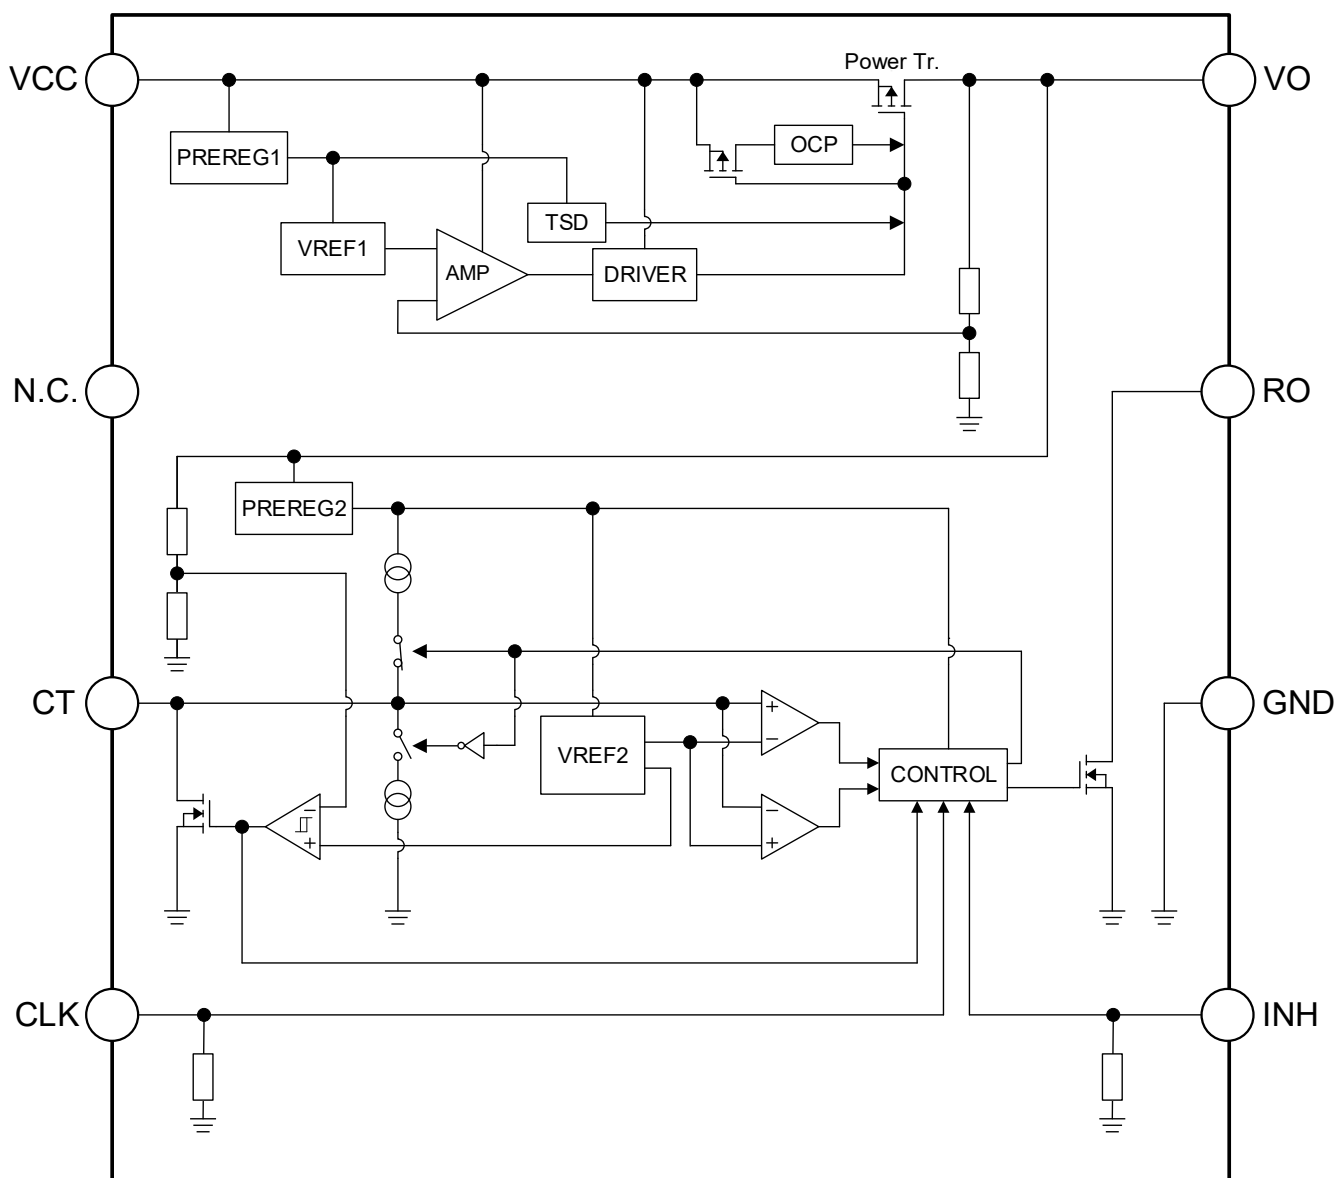 Power Tr.
VCC
VO
PREREG1
OCP
TSD
VREF1
AMP
DRIVER
N.C.
RO
PREREG2
CT
GND
+
−
VREF2
CONTROL
−
−
+
+
CLK
INH